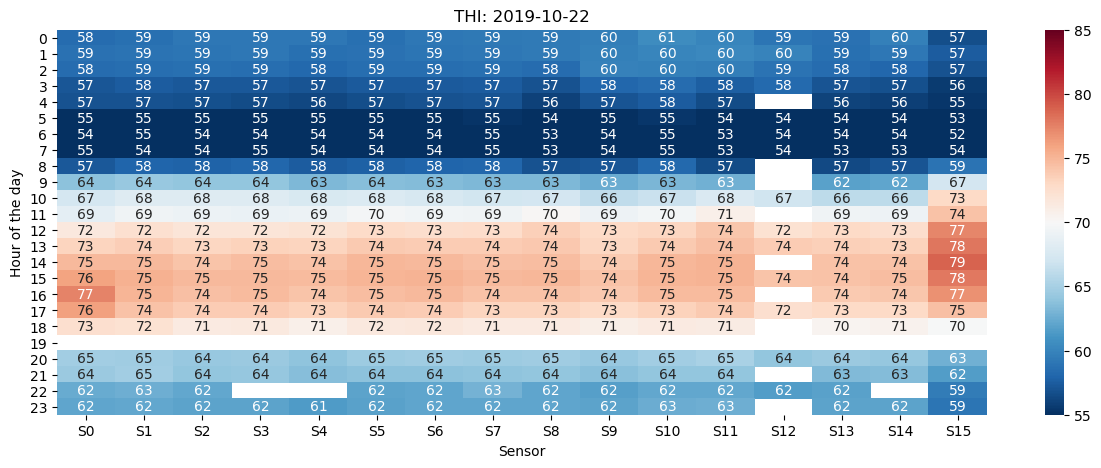 THI: 2019-10-22
Hour of the day
0 58 59 59 59 59 59 59 59 59 60 61 60 59 59 60 57
1 59 59 59 59 59 59 59 59 59 60 60 60 60 59 59 57
2 58 59 59 59 58 59 59 59 58 60 60 60 59 58 58 57
3 57 58 57 57 57 57 57 57 57 58 58 58 58 57 57 56
4 57 57 57 57 56 57 57 57 56 57 58 57 56 56 55
5 55 55 55 55 55 55 55 55 54 55 55 54 54 54 54 53
6 54 55 54 54 54 54 54 55 53 54 55 53 54 54 54 52
7 55 54 54 55 54 54 54 55 53 54 55 53 54 53 53 54
8 57 58 58 58 58 58 58 58 57 57 58 57 57 57 59
9 64 64 64 64 63 64 63 63 63 63 63 63 62 62 67
10 67 68 68 68 68 68 68 67 67 66 67 68 67 66 66 73
11 69 69 69 69 69 70 69 69 70 69 70 71 69 69 74
12 72 72 72 72 72 73 73 73 74 73 73 74 72 73 73 77
13 73 74 73 74 73 74 74 73 74 73 74 74 74 74 73 78
14 75 75 74 75 74 75 75 75 75 74 75 75 74 74 79
15 76 75 75 75 75 75 75 75 75 74 75 75 74 74 75 78
16 77 75 74 75 74 75 75 75 75 74 75 75 74 74 77
17 76 74 74 74 73 74 74 73 73 73 73 74 72 73 73 75
18 73 72 71 71 71 72 72 71 71 71 71 71 70 71 70
19
20 65 65 64 64 64 65 65 65 65 64 65 65 64 64 64 63
21 64 65 64 64 64 64 64 64 64 64 64 64 63 63 62
22 62 63 62 62 62 63 62 62 62 62 62 62 59
23 62 62 62 62 61 62 62 62 62 62 63 63 62 62 59
S0 S1 S2 S3 S4 S5 S6 S7 S8 S9 S10 S11 S12 S13 S14 S15
Sensor
85
80
75
70
65
60
55